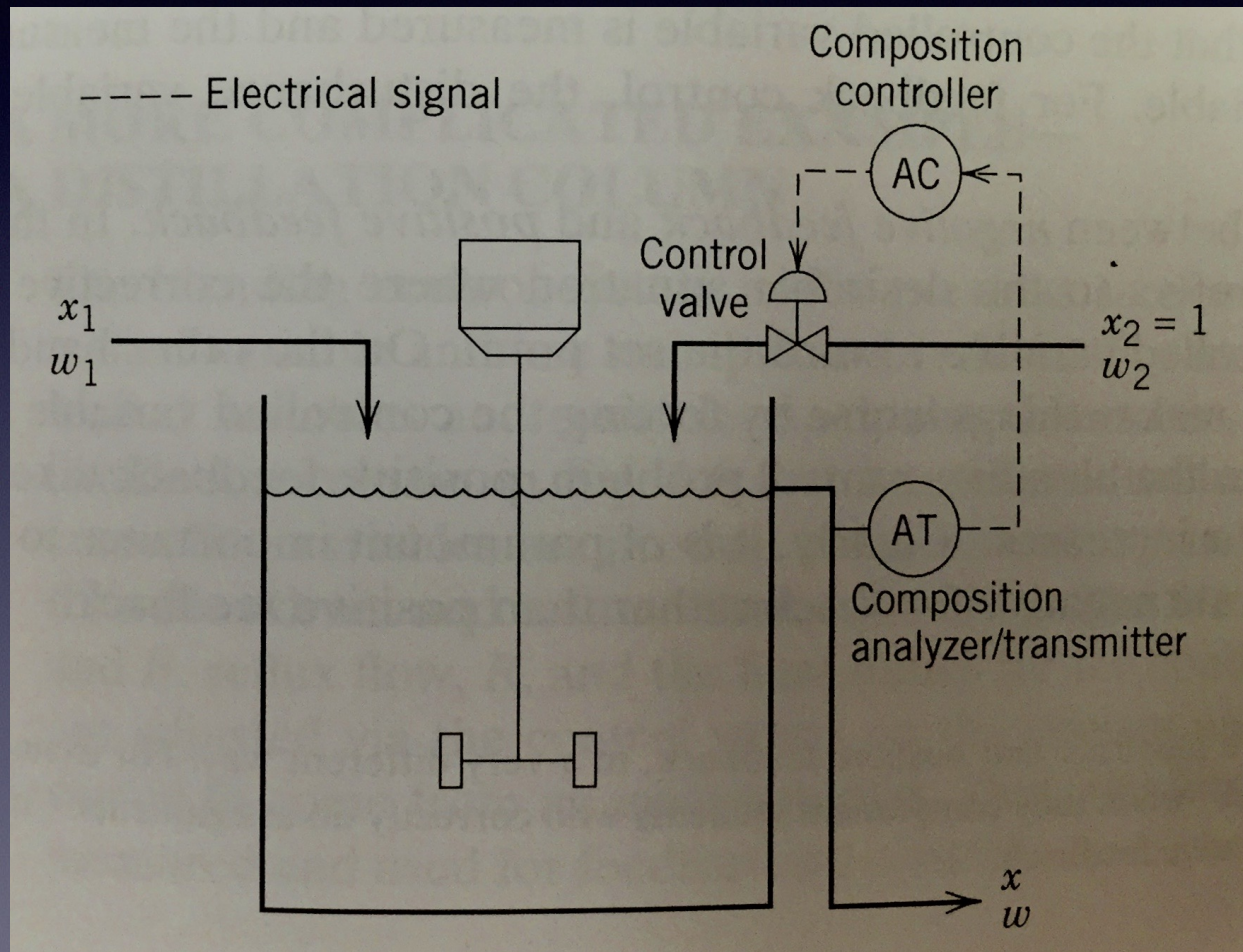 ---- Electrical signal
Composition
controller
AC
Control
valve
x₁
w₁
x₂ = 1
w₂
AT
Composition
analyzer/transmitter
x
w